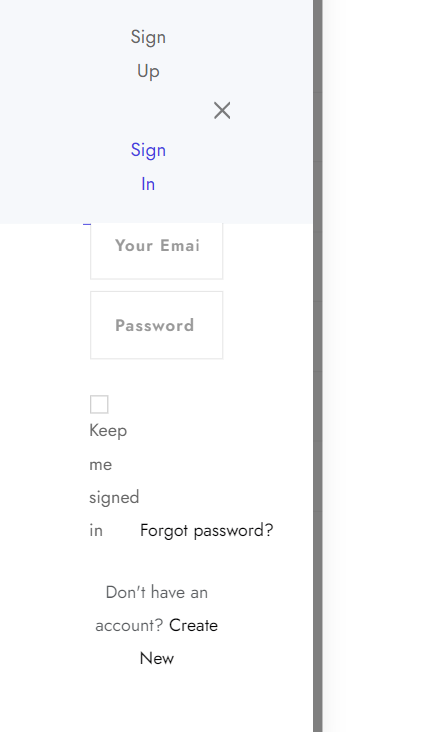 Sign
Up
Sign
In
Your Emai
Password
Keep
me
signed
in Forgot password?
Don't have an
account? Create
New